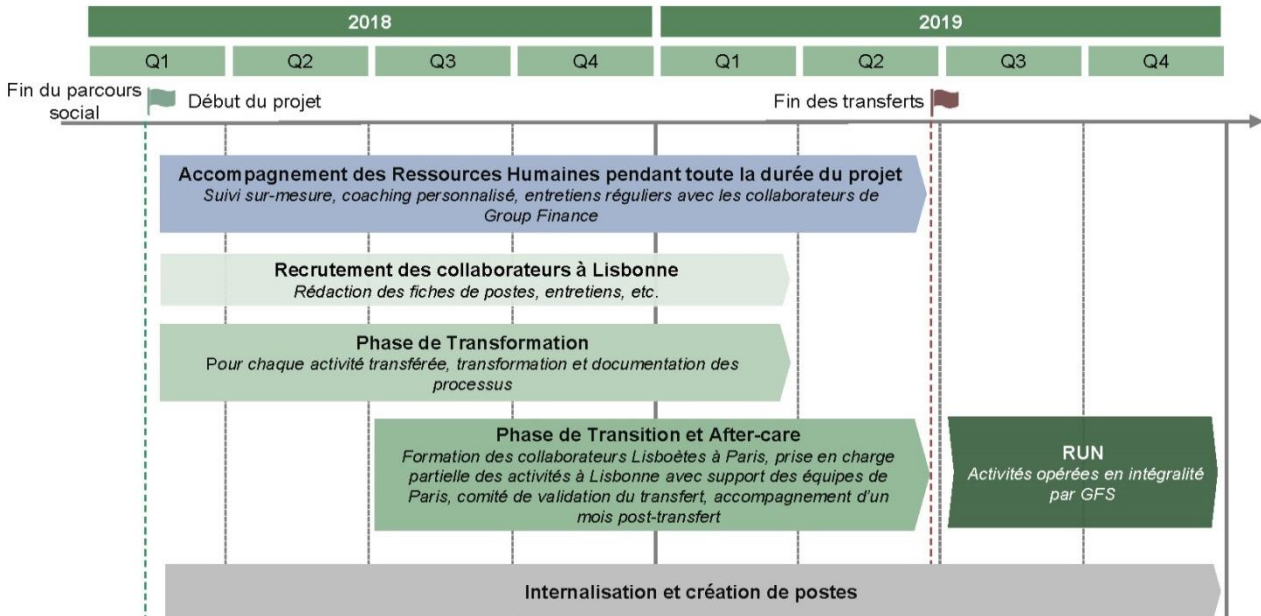 2018
2019
Q1
Q2
Q3
Q4
Q1
Q2
Q3
Q4
Fin du parcours
social
Début du projet
Fin des transferts
Accompagnement des Ressources Humaines pendant toute la durée du projet
Suivi sur-mesure, coaching personnalisé, entretiens réguliers avec les collaborateurs de
Group Finance
Recrutement des collaborateurs à Lisbonne
Rédaction des fiches de postes, entretiens, etc.
Phase de Transformation
Pour chaque activité transférée, transformation et documentation des
processus
Phase de Transition et After-care
Formation des collaborateurs Lisboètes à Paris, prise en charge
partielle des activités à Lisbonne avec support des équipes de
Paris, comité de validation du transfert, accompagnement d'un
mois post-transfert
RUN
Activités opérées en intégralité
par GFS
Internalisation et création de postes